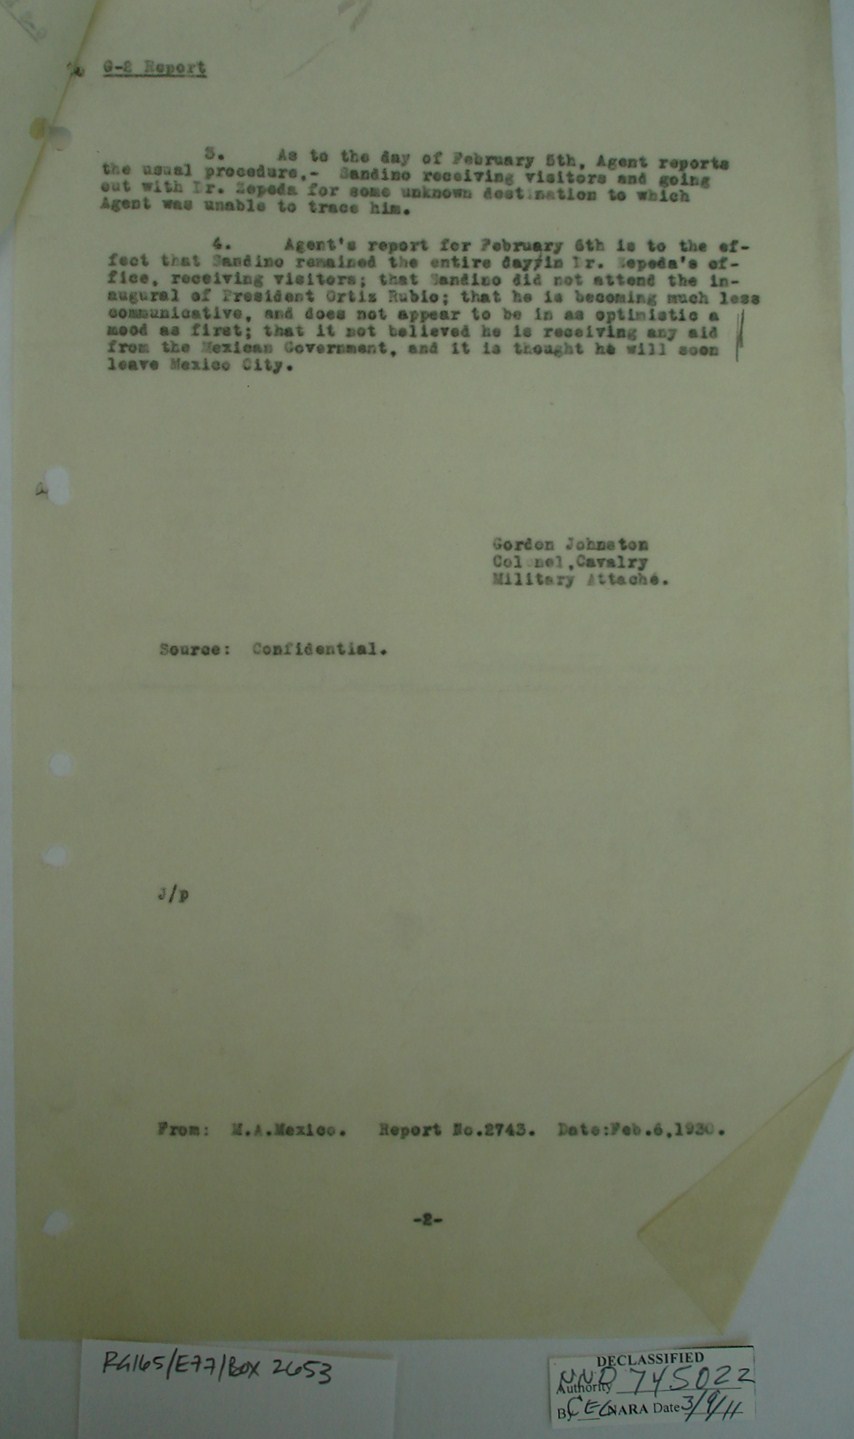 G-2 Report
3. As to the day of February 5th, Agent reports
the usual procedure,- Sandino receiving visitors and going
out with Dr. Zepeda for some unknown destination to which
Agent was unable to trace him.
4. Agent's report for February 6th is to the ef-
fect that Sandino remained the entire day/in Dr. Zepeda's of-
fice, receiving visitors; that Sandino did not attend the in-
augural of President Ortiz Rubio; that he is becoming much less
communicative, and does not appear to be in as optimistic a
mood as first; that it not believed he is receiving any aid
from the Mexican Government, and it is thought he will soon
leave Mexico City.
Gordon Johnston
Colonel,Cavalry
Military Attaché.
Source: Confidential.
J/p
From: M.A.Mexico. Report No.2743. Date:Feb.6,1930.
-2-
RG165/E77/Box 2653
DECLASSIFIED
Authority NND 745022
By CEG NARA Date 3/9/11